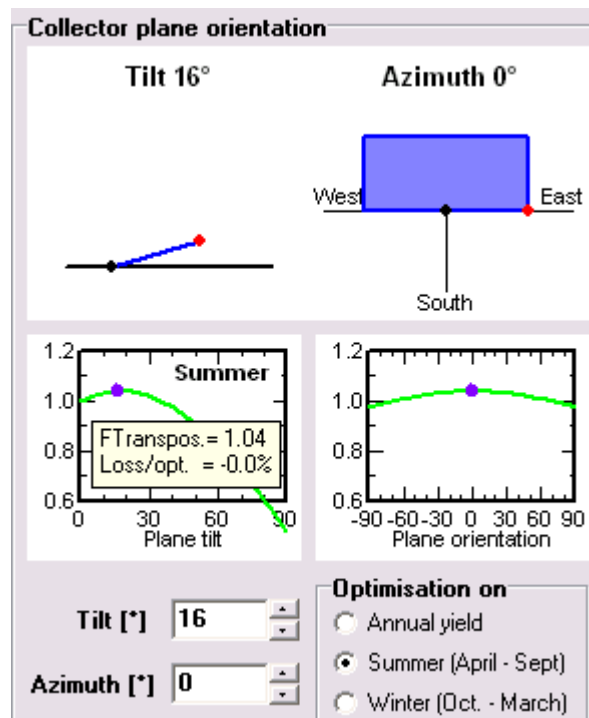 Collector plane orientation
Tilt 16°
Azimuth 0°
West
East
South
1.2
1.0
0.8
0.6
Summer
FTranspos.= 1.04
Loss/opt. = -0.0%
0 30 60 90
Plane tilt
1.2
1.0
0.8
0.6
-90 -60 -30 0 30 60 90
Plane orientation
Tilt [°] 16
Azimuth [°] 0
Optimisation on
Annual yield
Summer (April - Sept)
Winter (Oct. - March)